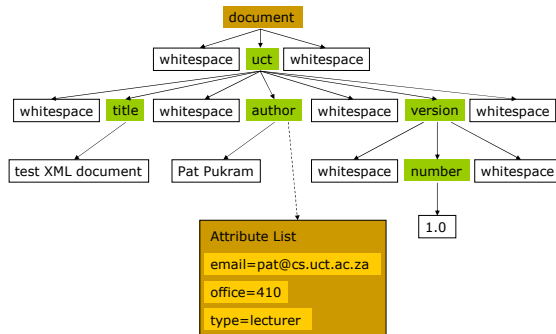 document
whitespace uct whitespace
whitespace title whitespace author whitespace version whitespace
test XML document Pat Pukram whitespace number whitespace
1.0
Attribute List
email=pat@cs.uct.ac.za
office=410
type=lecturer